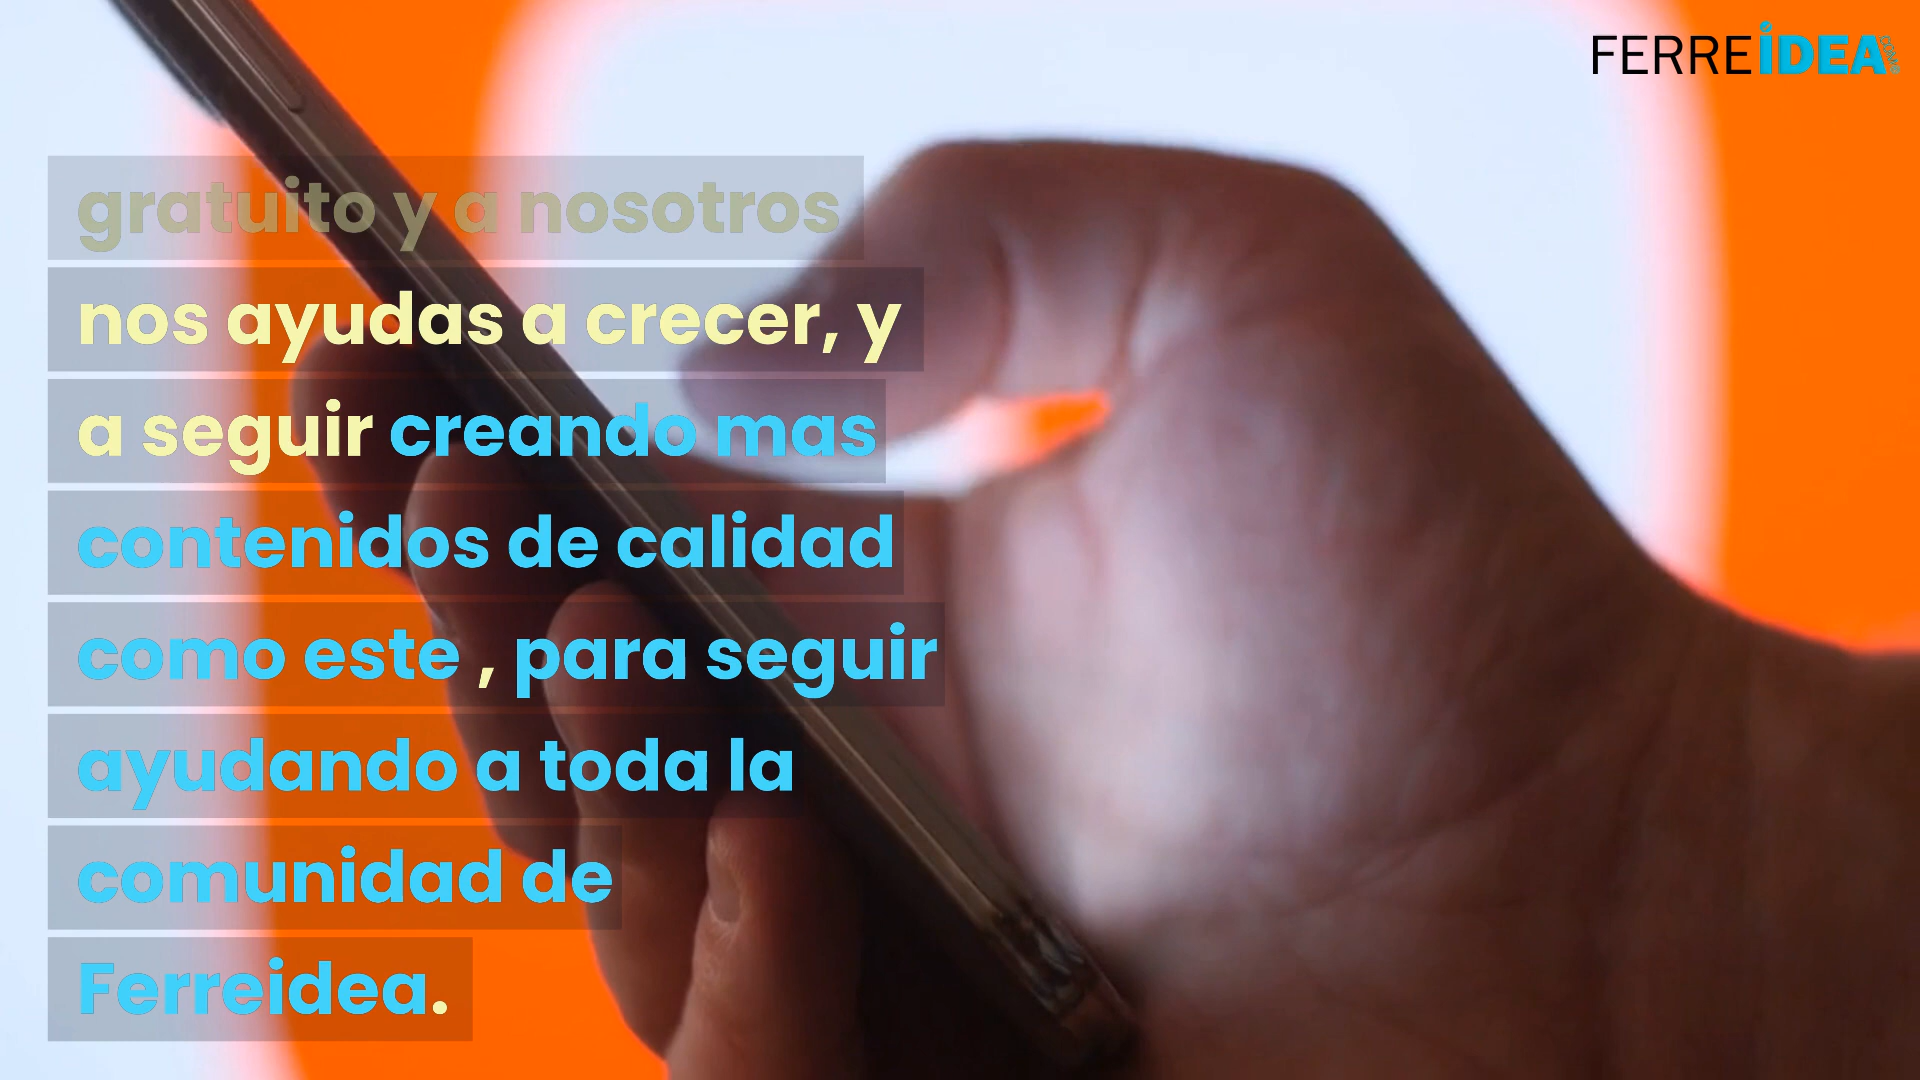 FERREiDEA
gratuito y a nosotros
nos ayudas a crecer, y
a seguir creando mas
contenidos de calidad
como este , para seguir
ayudando a toda la
comunidad de
Ferreidea.